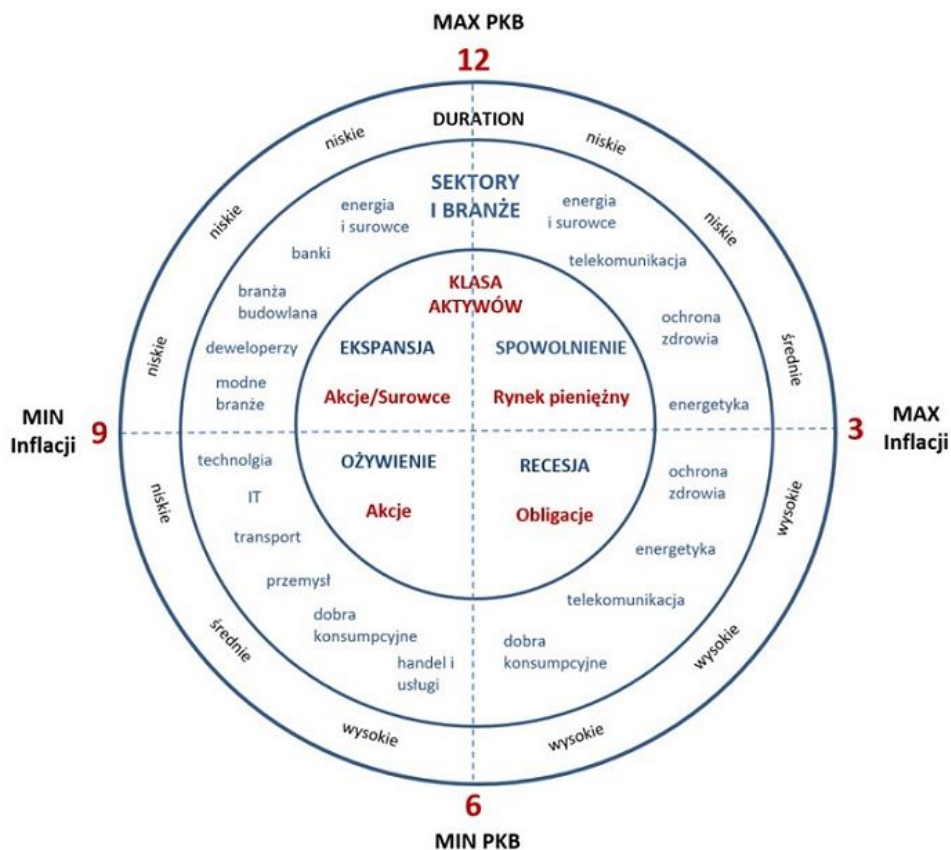 MAX PKB
12
DURATION
niskie
niskie
niskie
niskie
niskie
średnie
SEKTORY
I BRANŻE
energia
i surowce
energia
i surowce
banki
telekomunikacja
branża
budowlana
ochrona
zdrowia
deweloperzy
modne
branże
energetyka
KLASA
AKTYWÓW
EKSPANSJA
SPOWOLNIENIE
Akcje/Surowce
Rynek pieniężny
MIN
Inflacji
9
3
MAX
Inflacji
OŻYWIENIE
RECESJA
Akcje
Obligacje
technolgia
IT
transport
przemysł
dobra
konsumpcyjne
handel i
usługi
ochrona
zdrowia
energetyka
telekomunikacja
dobra
konsumpcyjne
niskie
średnie
wysokie
wysokie
wysokie
wysokie
6
MIN PKB